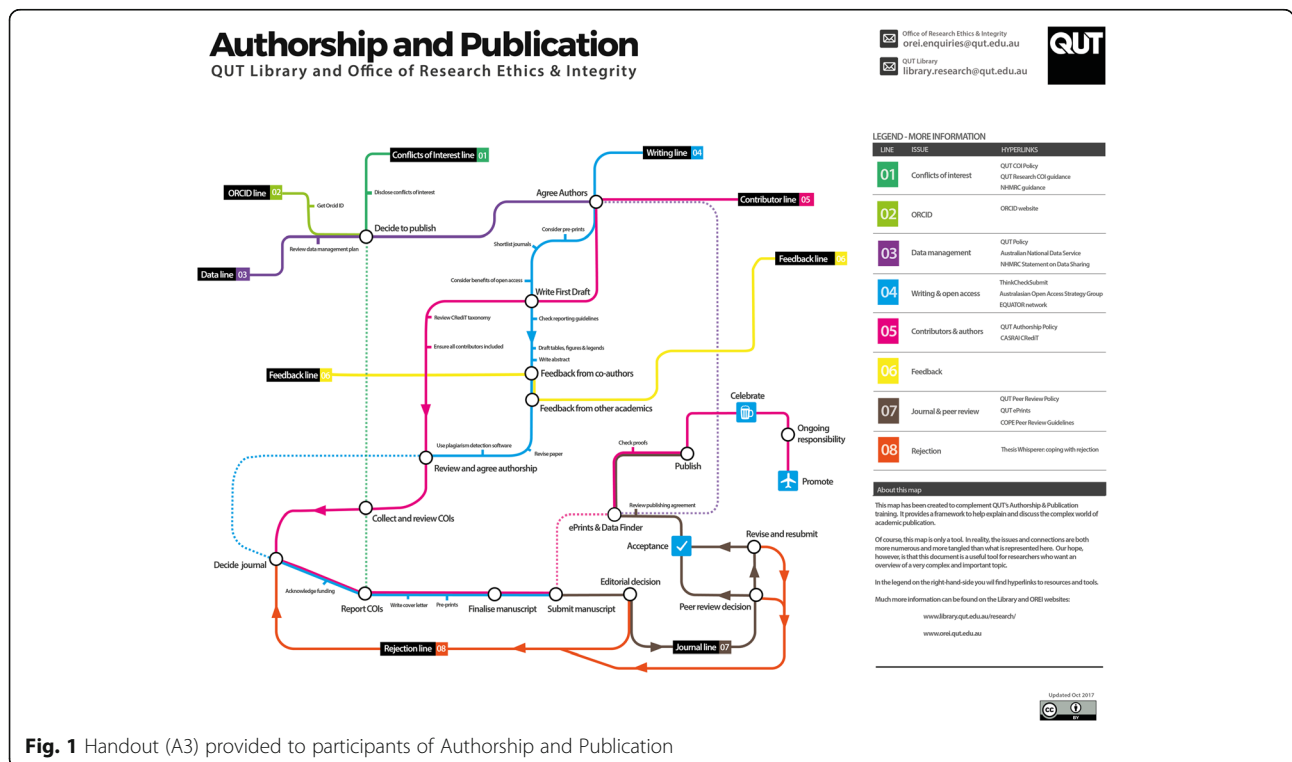 Authorship and Publication
QUT Library and Office of Research Ethics & Integrity
Office of Research Ethics & Integrity
orei.enquiries@qut.edu.au
QUT Library
library.research@qut.edu.au
QUT
Conflicts of Interest line 01
Writing line 04
ORCID line 02
Disclose conflicts of interest
Agree Authors
Contributor line 05
Get Orcid ID
Decide to publish
Consider pre-prints
Review data management plan
Shortlist journals
Data line 03
Feedback line 06
Consider benefits of open access
Write First Draft
Review CRediT taxonomy
Check reporting guidelines
Ensure all contributors included
Draft tables, figures & legends
Write abstract
Feedback line 06
Feedback from co-authors
Feedback from other academics
Celebrate
Ongoing
responsibility
Use plagiarism detection software
Check proofs
Revise paper
Publish
Review and agree authorship
Promote
Review publishing agreement
Collect and review COIs
ePrints & Data Finder
Revise and resubmit
Acceptance
Decide journal
Editorial decision
Acknowledge funding
Report COIs
Write cover letter
Pre-prints
Finalise manuscript
Submit manuscript
Peer review decision
Rejection line 08
Journal line 07
LEGEND - MORE INFORMATION
LINE ISSUE HYPERLINKS
01 Conflicts of interest
QUT COI Policy
QUT Research COI guidance
NHMRC guidance
02 ORCID
ORCID website
03 Data management
QUT Policy
Australian National Data Service
NHMRC Statement on Data Sharing
04 Writing & open access
ThinkCheckSubmit
Australasian Open Access Strategy Group
EQUATOR network
05 Contributors & authors
QUT Authorship Policy
CASRAI CRediT
06 Feedback
07 Journal & peer review
QUT Peer Review Policy
QUT ePrints
COPE Peer Review Guidelines
08 Rejection
Thesis Whisperer: coping with rejection
About this map
This map has been created to complement QUT's Authorship & Publication
training. It provides a framework to help explain and discuss the complex world of
academic publication.
Of course, this map is only a tool. In reality, the issues and connections are both
more numerous and more tangled than what is represented here. Our hope,
however, is that this document is a useful tool for researchers who want an
overview of a very complex and important topic.
In the legend on the right-hand-side you wil find hyperlinks to resources and tools.
Much more information can be found on the Library and OREI websites:
www.library.qut.edu.au/research/
www.orei.qut.edu.au
Updated Oct 2017
CC BY
Fig. 1 Handout (A3) provided to participants of Authorship and Publication